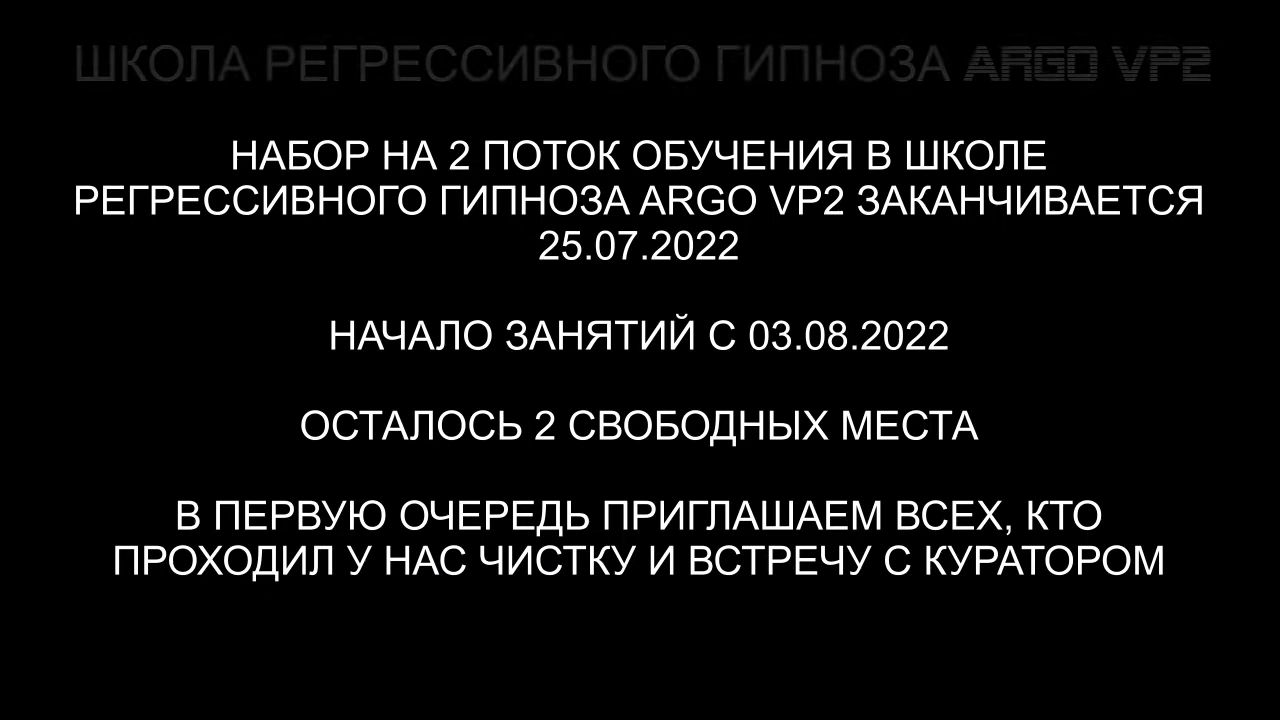 ШКОЛА РЕГРЕССИВНОГО ГИПНОЗА ARGO VP2
НАБОР НА 2 ПОТОК ОБУЧЕНИЯ В ШКОЛЕ
РЕГРЕССИВНОГО ГИПНОЗА ARGO VP2 ЗАКАНЧИВАЕТСЯ
25.07.2022
НАЧАЛО ЗАНЯТИЙ С 03.08.2022
ОСТАЛОСЬ 2 СВОБОДНЫХ МЕСТА
В ПЕРВУЮ ОЧЕРЕДЬ ПРИГЛАШАЕМ ВСЕХ, КТО
ПРОХОДИЛ У НАС ЧИСТКУ И ВСТРЕЧУ С КУРАТОРОМ